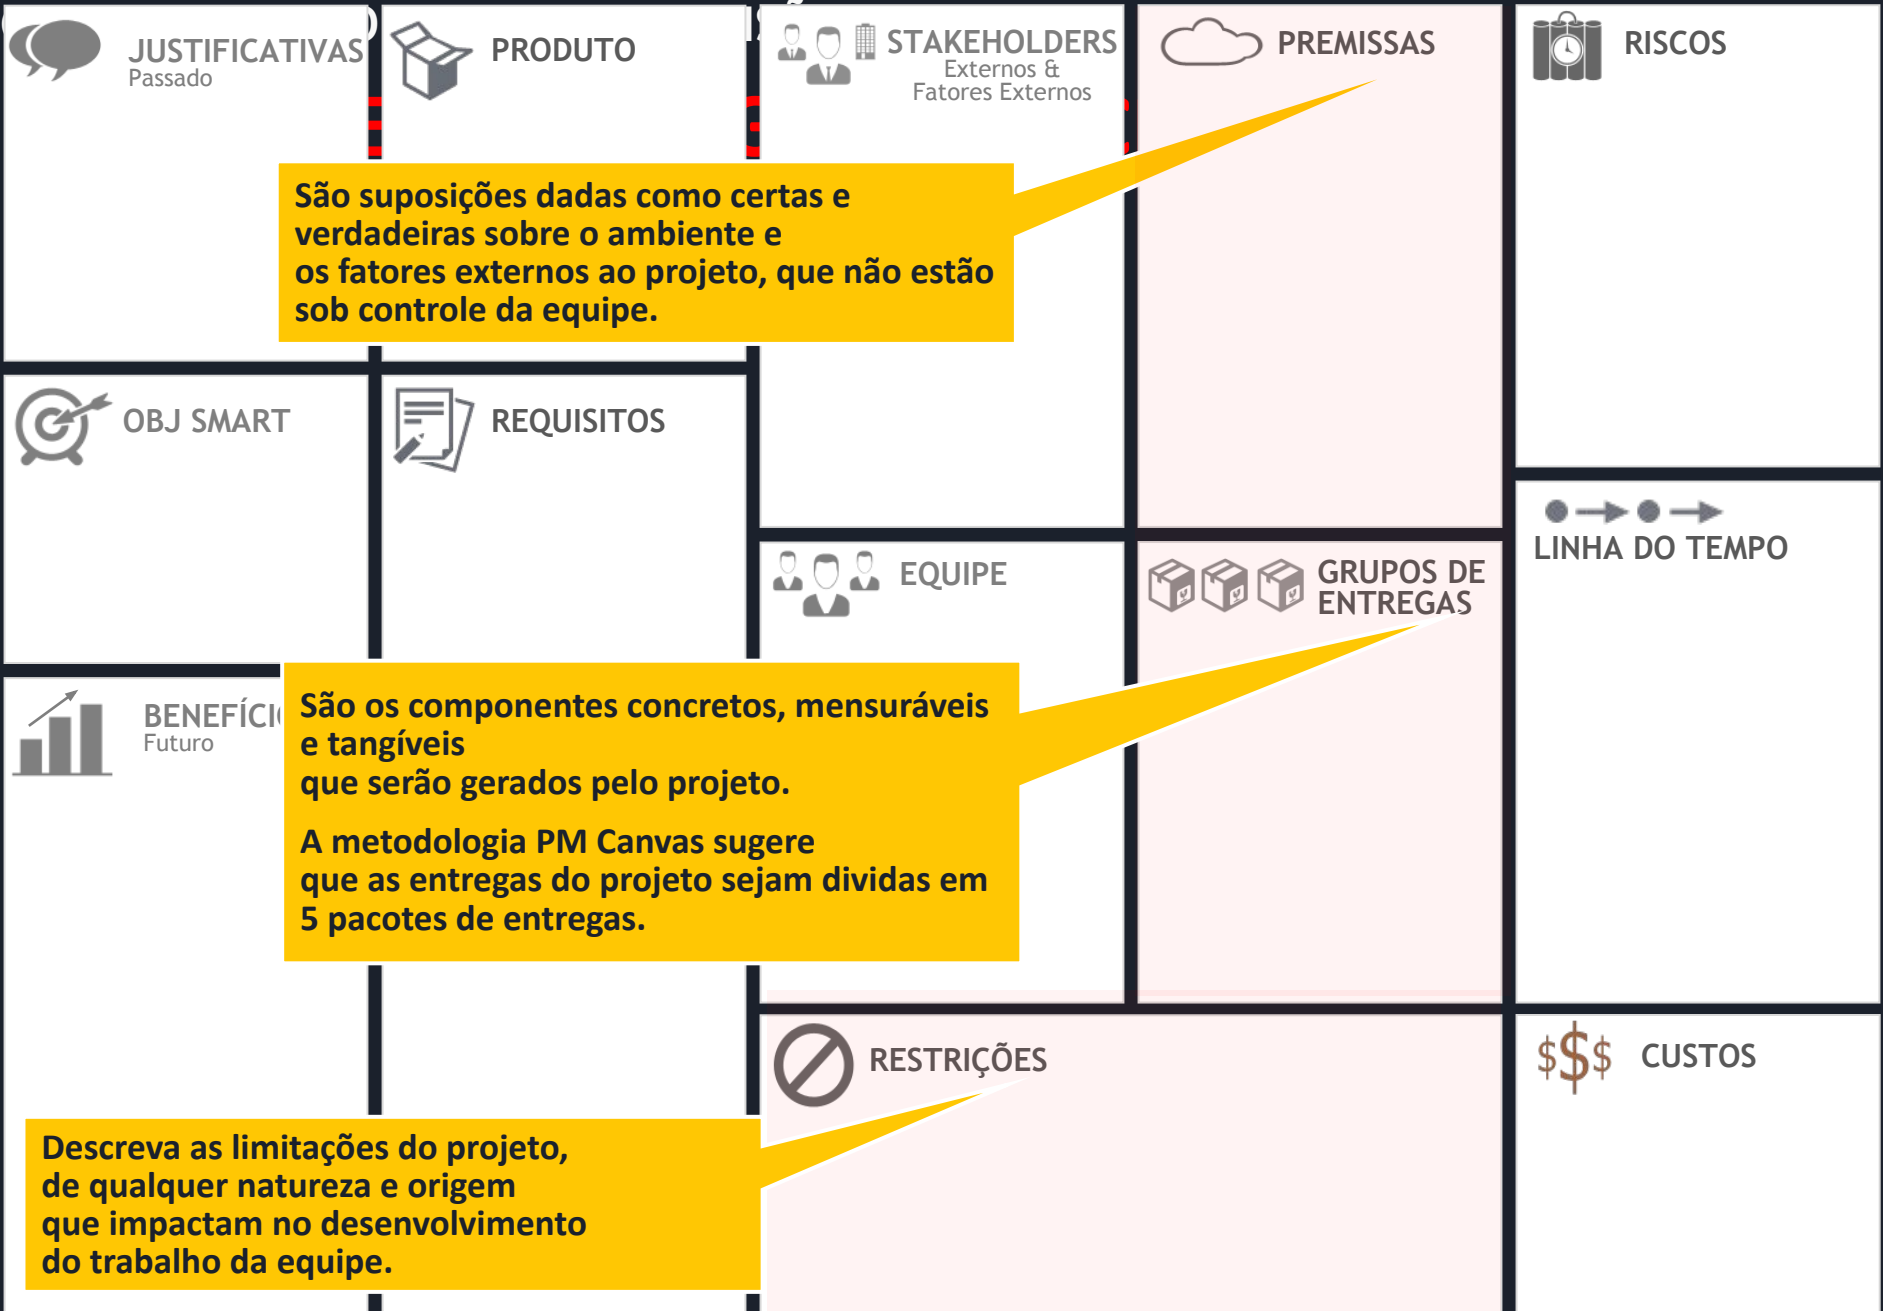 JUSTIFICATIVAS
Passado
PRODUTO
STAKEHOLDERS
Externos &
Fatores Externos
PREMISSAS
RISCOS
São suposições dadas como certas e
verdadeiras sobre o ambiente e
os fatores externos ao projeto, que não estão
sob controle da equipe.
OBJ SMART
REQUISITOS
LINHA DO TEMPO
EQUIPE
GRUPOS DE
ENTREGAS
BENEFÍCI
Futuro
São os componentes concretos, mensuráveis
e tangíveis
que serão gerados pelo projeto.
A metodologia PM Canvas sugere
que as entregas do projeto sejam dividas em
5 pacotes de entregas.
RESTRIÇÕES
$$$ CUSTOS
Descreva as limitações do projeto,
de qualquer natureza e origem
que impactam no desenvolvimento
do trabalho da equipe.